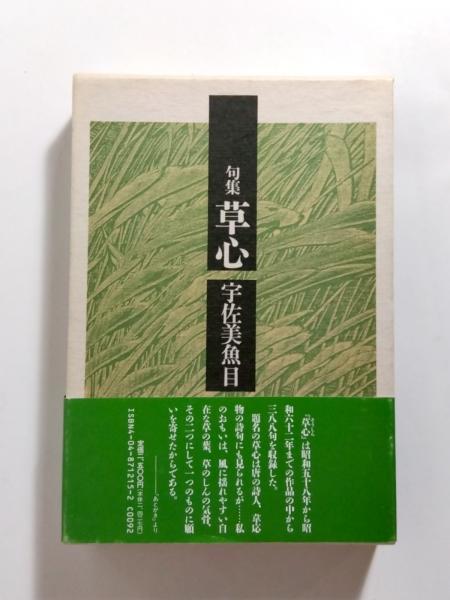 句集
草心
宇佐美魚目
『草心』は昭和五十八年から昭
和六十二年までの作品の中から
三八八句を収録した。
題名の草心は唐の詩人、韋応
物の詩句にも見られるが……私
のおもいは、風に揺れやすい自
在な草の葉、草のしんの気骨、
その二つにして一つのものに願
いを寄せたからである。
――「あとがき」より
ISBN4-04-871215-2 C0092